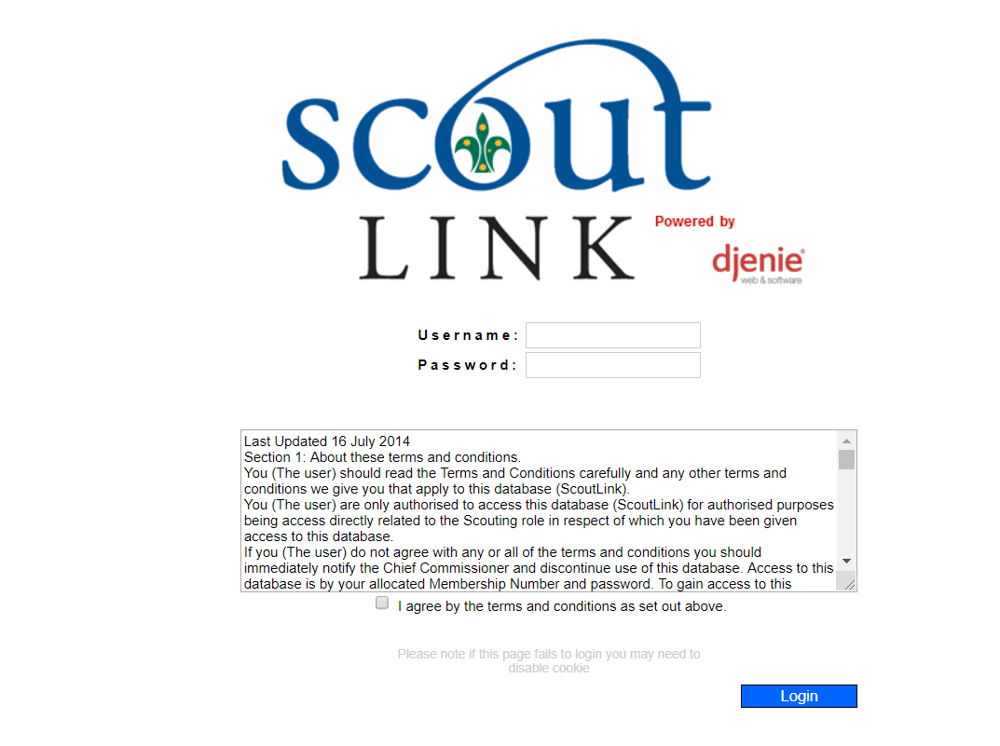 scout
LINK
Powered by
djenie®
web & software
Username:
Password:
Last Updated 16 July 2014
Section 1: About these terms and conditions.
You (The user) should read the Terms and Conditions carefully and any other terms and
conditions we give you that apply to this database (ScoutLink).
You (The user) are only authorised to access this database (ScoutLink) for authorised purposes
being access directly related to the Scouting role in respect of which you have been given
access to this database.
If you (The user) do not agree with any or all of the terms and conditions you should
immediately notify the Chief Commissioner and discontinue use of this database. Access to this
database is by your allocated Membership Number and password. To gain access to this
I agree by the terms and conditions as set out above.
Please note if this page fails to login you may need to
disable cookie
Login